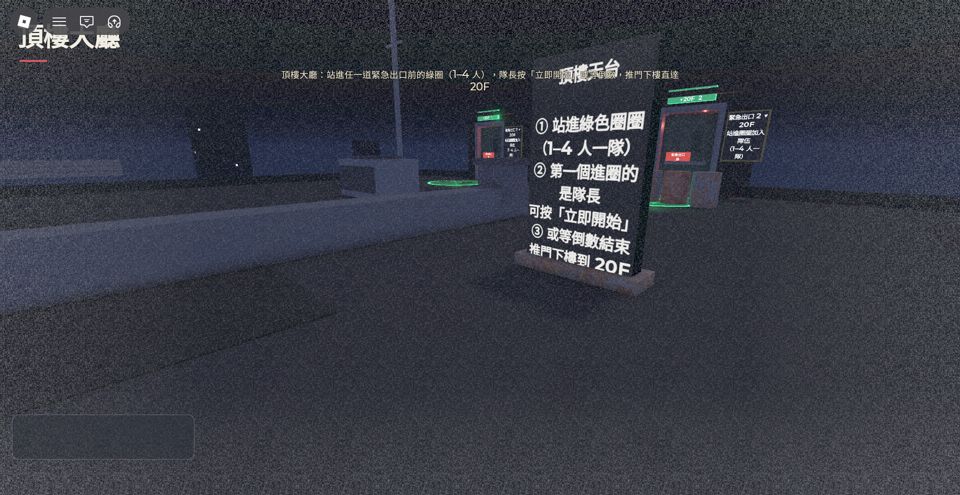 頂樓大廳
頂樓大廳：站進任一道緊急出口前的綠圈（1–4 人），隊長按「立即開
，推門下樓直達
20F
頂樓天台
① 站進綠色圈圈
（1–4 人一隊）
② 第一個進圈的
是隊長
可按「立即開始」
③ 或等倒數結束
推門下樓到 20F
20F 2
緊急出口 2
20F
站進圈圈加入
隊伍
（1–4 人一
隊）